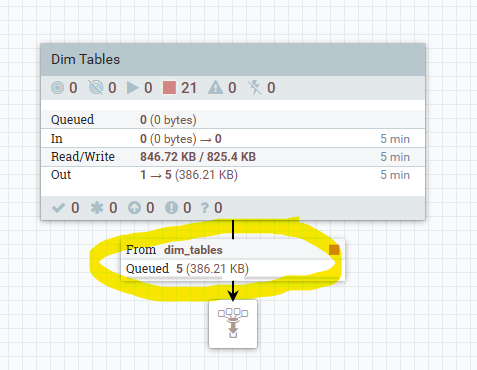 Dim Tables
0 0 0 21 0 0
Queued 0 (0 bytes)
In 0 (0 bytes) → 0 5 min
Read/Write 846.72 KB / 825.4 KB 5 min
Out 1 → 5 (386.21 KB) 5 min
0 0 0 0 ? 0
From dim_tables
Queued 5 (386.21 KB)